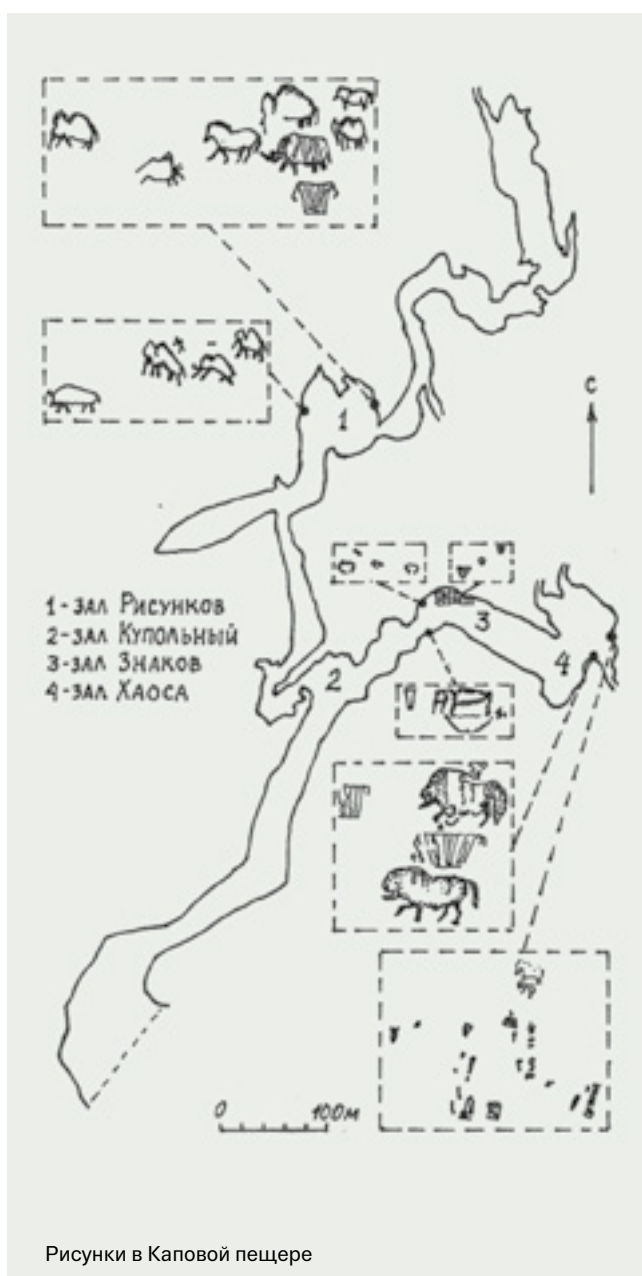 С
1
1-ЗАЛ РИСУНКОВ
2-ЗАЛ КУПОЛЬНЫЙ
3-ЗАЛ ЗНАКОВ
4-ЗАЛ ХАОСА
3
4
2
0 100м
Рисунки в Каповой пещере